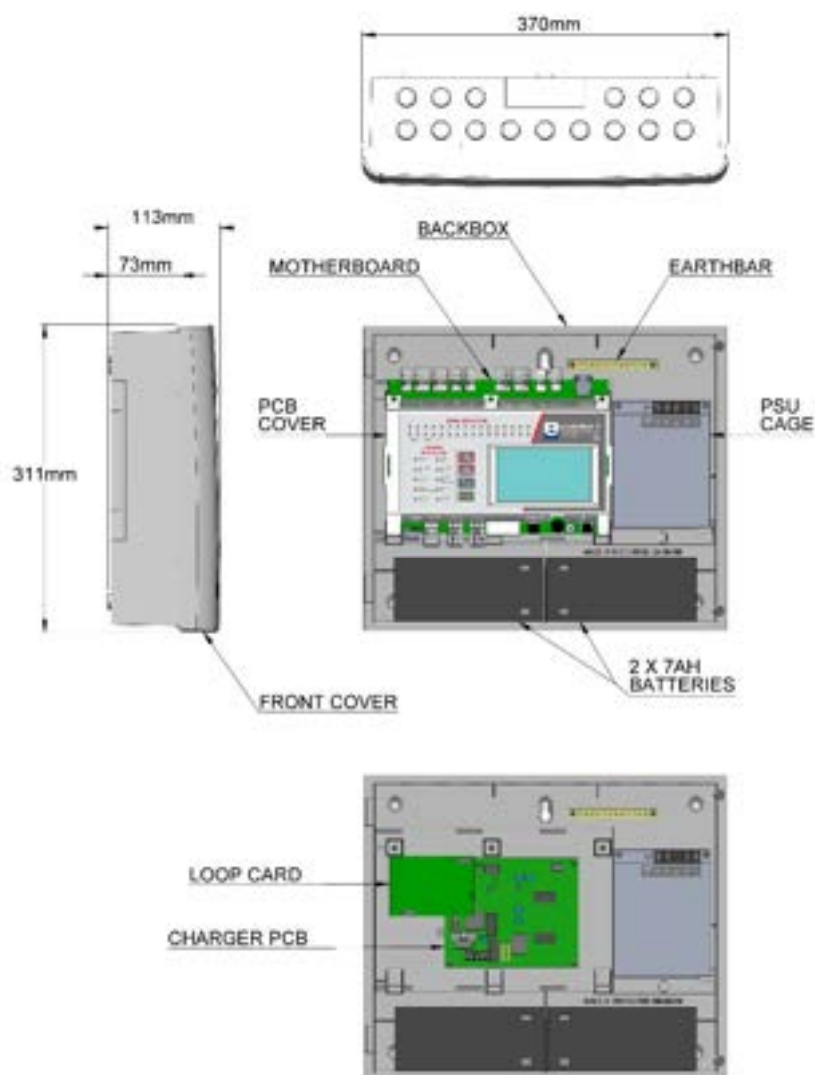 370mm
113mm
73mm
BACKBOX
MOTHERBOARD
EARTHBAR
PCB
COVER
PSU
CAGE
311mm
2 X 7AH
BATTERIES
FRONT COVER
LOOP CARD
CHARGER PCB